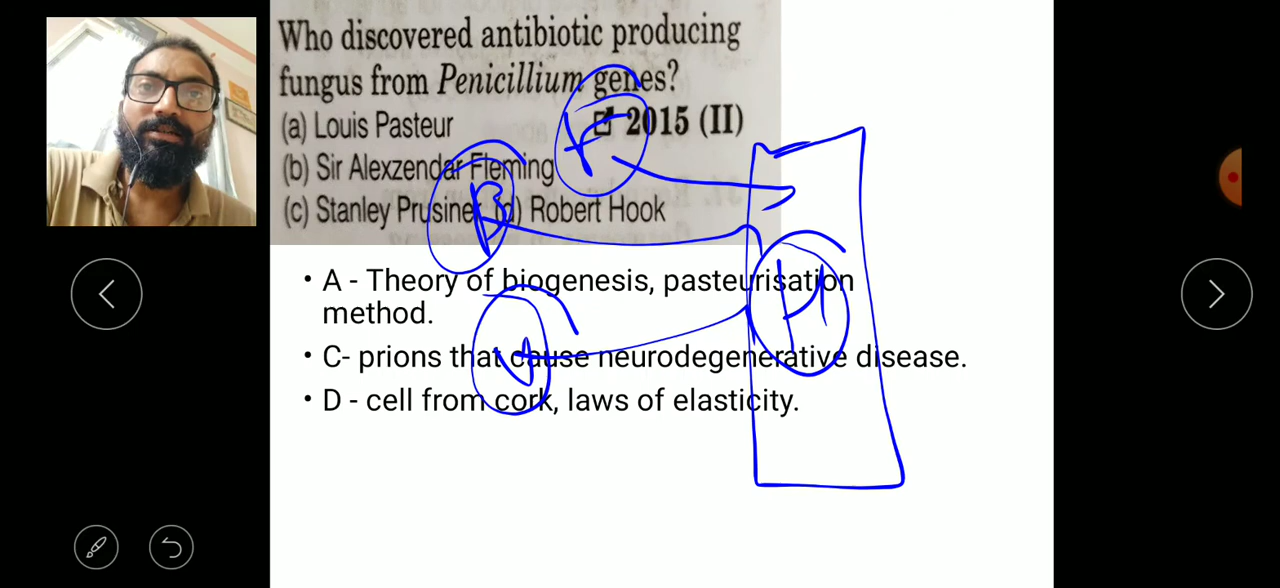 Who discovered antibiotic producing
fungus from Penicillium genes?
(a) Louis Pasteur 2015 (II)
(b) Sir Alexzendar Fleming
(c) Stanley Prusiner (d) Robert Hook
• A - Theory of biogenesis, pasteurisation
method.
• C- prions that cause neurodegenerative disease.
• D - cell from cork, laws of elasticity.
B